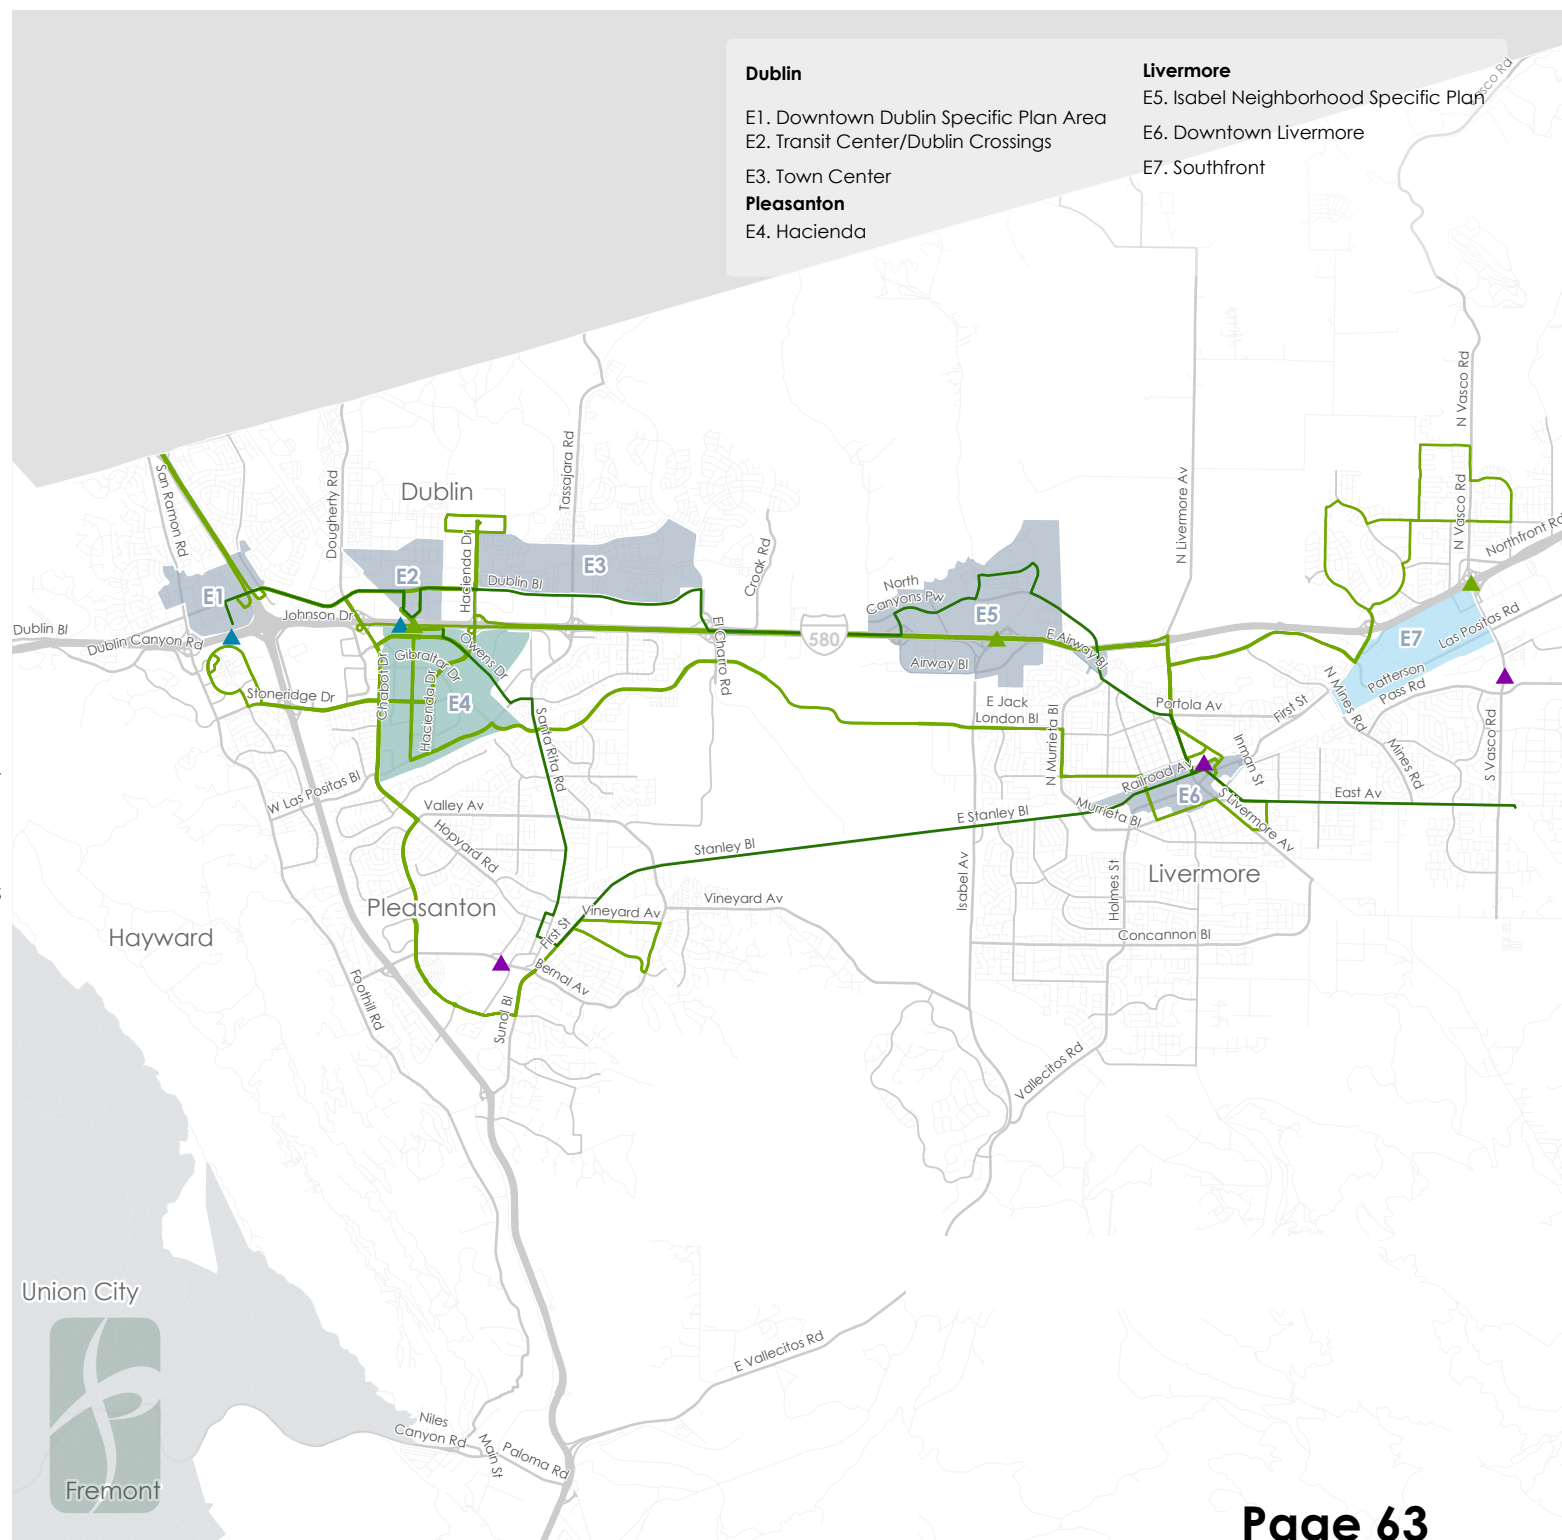 Dublin
E1. Downtown Dublin Specific Plan Area
E2. Transit Center/Dublin Crossings
E3. Town Center
Pleasanton
E4. Hacienda
Livermore
E5. Isabel Neighborhood Specific Plan
E6. Downtown Livermore
E7. Southfront
N Vasco Rd
San Ramon Rd
Dougherty Rd
Dublin
Tassajara Rd
Hacienda Dr
Croak Rd
N Livermore Av
N Vasco Rd
Northfront Rd
E1
E2
E3
Dublin Bl
North
Canyons Pw
E5
Johnson Dr
Dublin Bl
Dublin Canyon Rd
El Charro Rd
580
E Airway Bl
Airway Bl
E7
Las Positas Rd
Patterson
Pass Rd
Gibraltar Dr
Owens Dr
Chabot Dr
Hacienda Dr
E4
Stoneridge Dr
Santa Rita Rd
E Jack
London Bl
N Murrieta Bl
Portola Av
First St
N Mines Rd
Mines Rd
S Vasco Rd
Inman St
W Las Positas Bl
Valley Av
Hopyard Rd
Railroad Av
E6
Murrieta Bl
S Livermore Av
East Av
E Stanley Bl
Stanley Bl
Isabel Av
Holmes St
Livermore
Pleasanton
Vineyard Av
Vineyard Av
First St
Concannon Bl
Hayward
Bernal Av
Foothill Rd
Sunol Bl
Vallecitos Rd
Union City
E Vallecitos Rd
Niles
Canyon Rd
Main St
Paloma Rd
Fremont
Page 63